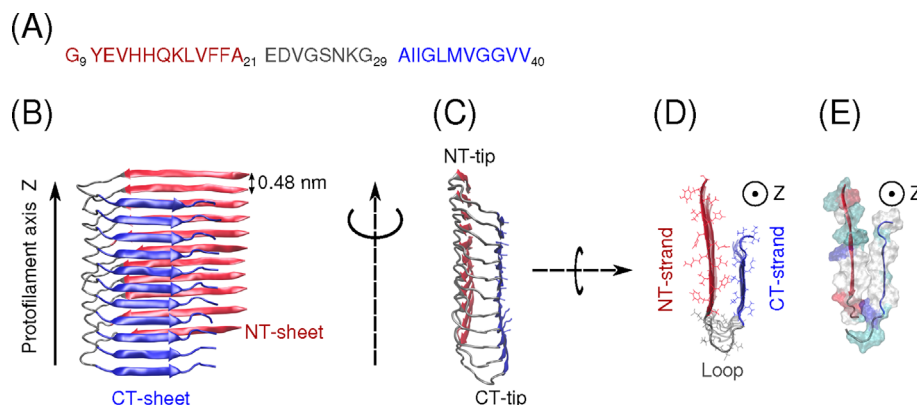 (A)
G9 YEVHHQKLVFFA21 EDVGSNKG29 AIIGLMVGGVV40
(B)
(C)
(D)
(E)
Protofilament axis Z
0.48 nm
NT-sheet
CT-sheet
NT-tip
CT-tip
NT-strand
CT-strand
Z
Loop
Z